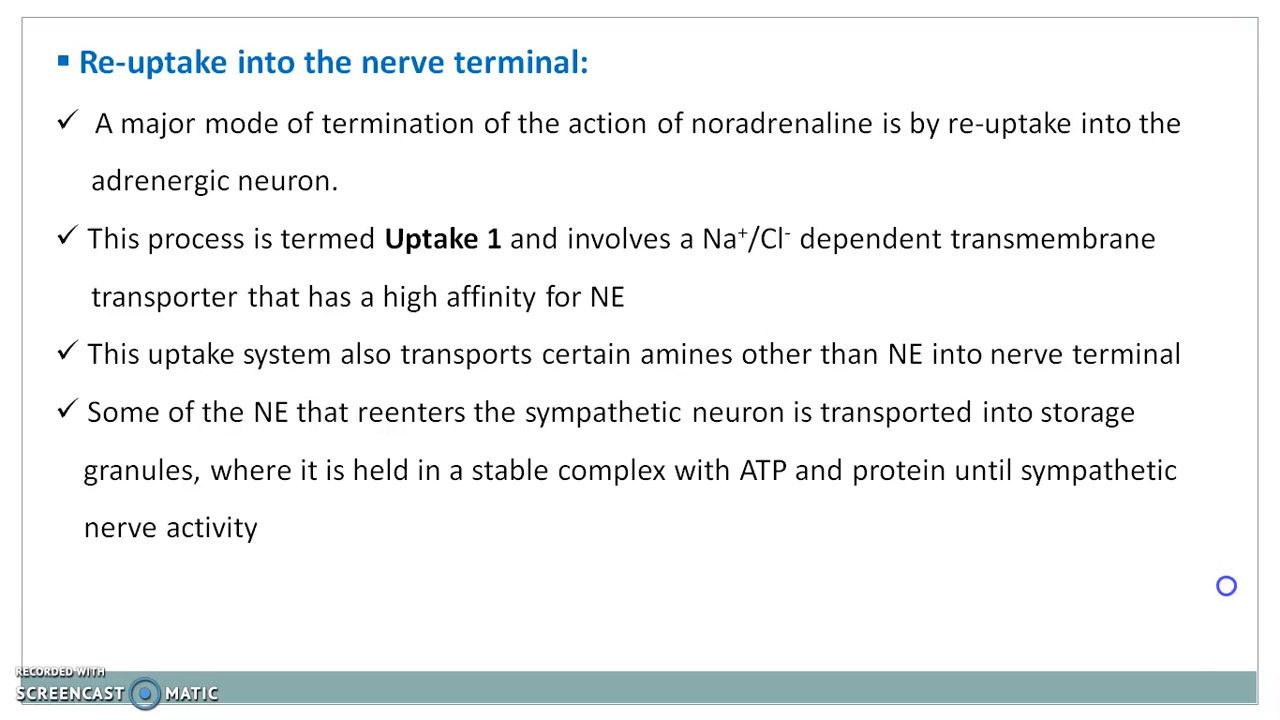 ▪ Re-uptake into the nerve terminal:
✓ A major mode of termination of the action of noradrenaline is by re-uptake into the
adrenergic neuron.
✓ This process is termed Uptake 1 and involves a Na⁺/Cl⁻ dependent transmembrane
transporter that has a high affinity for NE
✓ This uptake system also transports certain amines other than NE into nerve terminal
✓ Some of the NE that reenters the sympathetic neuron is transported into storage
granules, where it is held in a stable complex with ATP and protein until sympathetic
nerve activity
RECORDED WITH
SCREENCAST MATIC